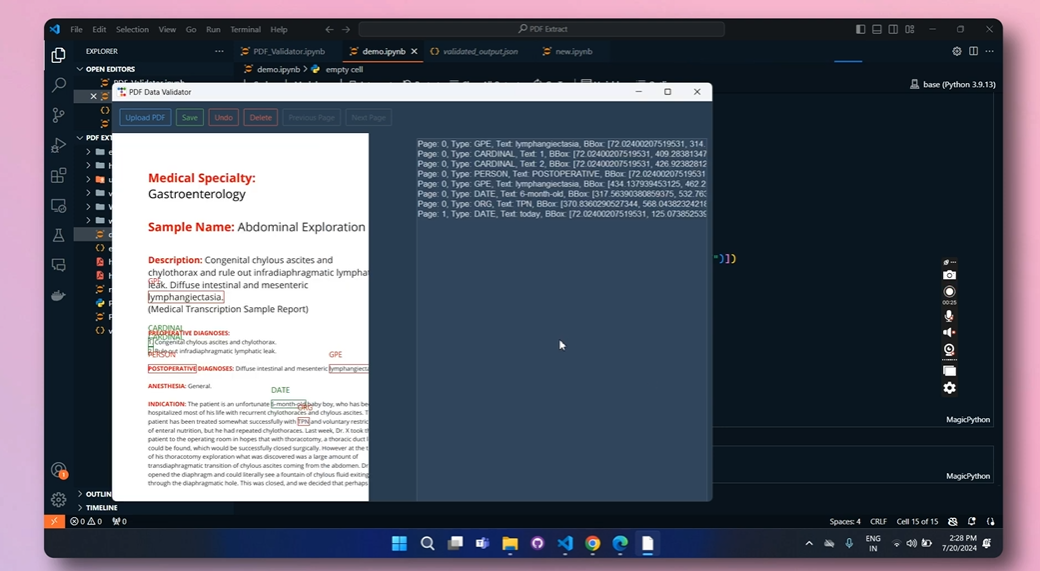 File Edit Selection View Go Run Terminal Help
PDF Extract
EXPLORER
PDF_Validator.ipynb
demo.ipynb
validated_output.json
new.ipynb
OPEN EDITORS
demo.ipynb > empty cell
base (Python 3.9.13)
PDF Data Validator
Upload PDF Save Undo Delete Previous Page Next Page
Medical Specialty:
Gastroenterology
Sample Name: Abdominal Exploration
Description: Congenital chylous ascites and
chylothorax and rule out infradiaphragmatic lymphat
leak. Diffuse intestinal and mesenteric
GPE
lymphangiectasia.
(Medical Transcription Sample Report)
CARDINAL
PREOPERATIVE DIAGNOSES:
CARDINAL
Congenital chylous ascites and chylothorax.
Rule out infradiaphragmatic lymphatic leak.
PERSON
GPE
POSTOPERATIVE DIAGNOSES: Diffuse intestinal and mesenteric lymphangiecta
ANESTHESIA: General.
DATE
INDICATION: The patient is an unfortunate 6-month-old baby boy, who has be
ORG
hospitalized most of his life with recurrent chylothoraces and chylous ascites. T
patient has been treated somewhat successfully with TPN and voluntary restric
of enteral nutrition, but he had repeated chylothoraces. Last week, Dr. X took th
patient to the operating room in hopes that with thoracotomy, a thoracic duct l
could be found, which would be successfully closed surgically. However at the t
of his thoracotomy exploration what was discovered was a large amount of
transdiaphragmatic transition of chylous ascites coming from the abdomen. Dr
opened the diaphragm and could literally see a fountain of chylous fluid exiting
through the diaphragmatic hole. This was closed, and we decided that perhaps
Page: 0, Type: GPE, Text: lymphangiectasia, BBox: [72.02400207519531, 314.
Page: 0, Type: CARDINAL, Text: 1, BBox: [72.02400207519531, 409.28381347
Page: 0, Type: CARDINAL, Text: 2, BBox: [72.02400207519531, 426.92382812
Page: 0, Type: PERSON, Text: POSTOPERATIVE, BBox: [72.02400207519531
Page: 0, Type: GPE, Text: lymphangiectasia, BBox: [434.137939453125, 462.2
Page: 0, Type: DATE, Text: 6-month-old, BBox: [317.56390380859375, 532.763
Page: 0, Type: ORG, Text: TPN, BBox: [370.8360290527344, 568.04382324218
Page: 1, Type: DATE, Text: today, BBox: [72.02400207519531, 125.073852539
")])
00:25
MagicPython
MagicPython
PDF EXT
OUTLIN
TIMELINE
0 0 0
Spaces: 4 CRLF Cell 15 of 15
ENG
IN
2:28 PM
7/20/2024